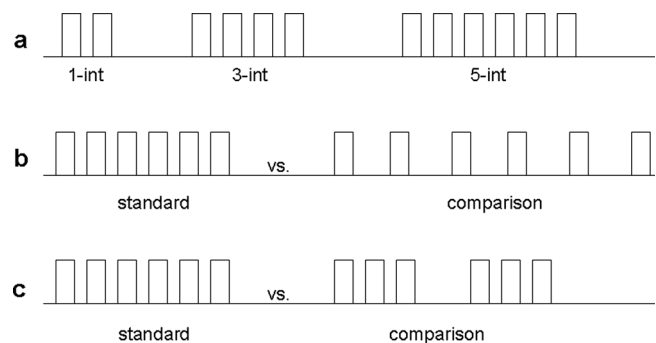 a
1-int 3-int 5-int
b
vs.
standard comparison
c
vs.
standard comparison